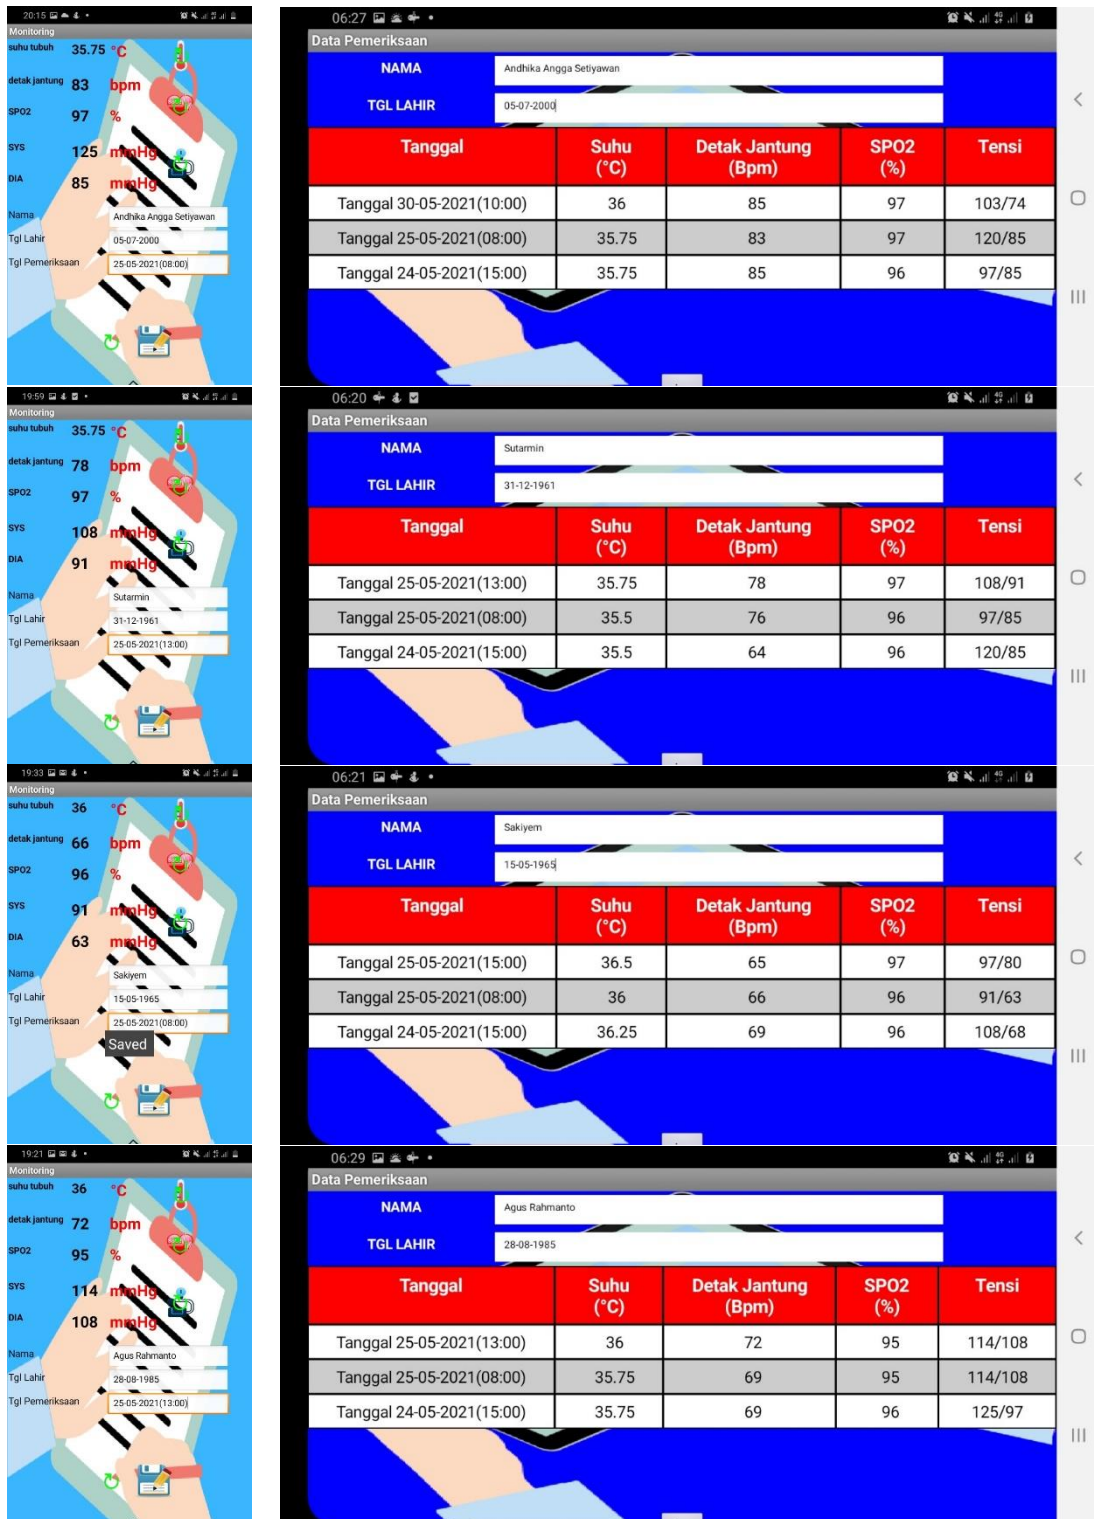 20:15
Monitoring
suhu tubuh 35.75 °C
detak jantung 83 bpm
SPO2 97 %
SYS 125 mmHg
DIA 85 mmHg
Nama Andhika Angga Setiyawan
Tgl Lahir 05-07-2000
Tgl Pemeriksaan 25-05-2021(08:00)
06:27
Data Pemeriksaan
NAMA Andhika Angga Setiyawan
TGL LAHIR 05-07-2000
Tanggal Suhu (°C) Detak Jantung (Bpm) SPO2 (%) Tensi
Tanggal 30-05-2021(10:00) 36 85 97 103/74
Tanggal 25-05-2021(08:00) 35.75 83 97 120/85
Tanggal 24-05-2021(15:00) 35.75 85 96 97/85
19:59
Monitoring
suhu tubuh 35.75 °C
detak jantung 78 bpm
SPO2 97 %
SYS 108 mmHg
DIA 91 mmHg
Nama Sutarmin
Tgl Lahir 31-12-1961
Tgl Pemeriksaan 25-05-2021(13:00)
06:20
Data Pemeriksaan
NAMA Sutarmin
TGL LAHIR 31-12-1961
Tanggal Suhu (°C) Detak Jantung (Bpm) SPO2 (%) Tensi
Tanggal 25-05-2021(13:00) 35.75 78 97 108/91
Tanggal 25-05-2021(08:00) 35.5 76 96 97/85
Tanggal 24-05-2021(15:00) 35.5 64 96 120/85
19:33
Monitoring
suhu tubuh 36 °C
detak jantung 66 bpm
SPO2 96 %
SYS 91 mmHg
DIA 63 mmHg
Nama Sakiyem
Tgl Lahir 15-05-1965
Tgl Pemeriksaan 25-05-2021(08:00)
Saved
06:21
Data Pemeriksaan
NAMA Sakiyem
TGL LAHIR 15-05-1965
Tanggal Suhu (°C) Detak Jantung (Bpm) SPO2 (%) Tensi
Tanggal 25-05-2021(15:00) 36.5 65 97 97/80
Tanggal 25-05-2021(08:00) 36 66 96 91/63
Tanggal 24-05-2021(15:00) 36.25 69 96 108/68
19:21
Monitoring
suhu tubuh 36 °C
detak jantung 72 bpm
SPO2 95 %
SYS 114 mmHg
DIA 108 mmHg
Nama Agus Rahmanto
Tgl Lahir 28-08-1985
Tgl Pemeriksaan 25-05-2021(13:00)
06:29
Data Pemeriksaan
NAMA Agus Rahmanto
TGL LAHIR 28-08-1985
Tanggal Suhu (°C) Detak Jantung (Bpm) SPO2 (%) Tensi
Tanggal 25-05-2021(13:00) 36 72 95 114/108
Tanggal 25-05-2021(08:00) 35.75 69 95 114/108
Tanggal 24-05-2021(15:00) 35.75 69 96 125/97